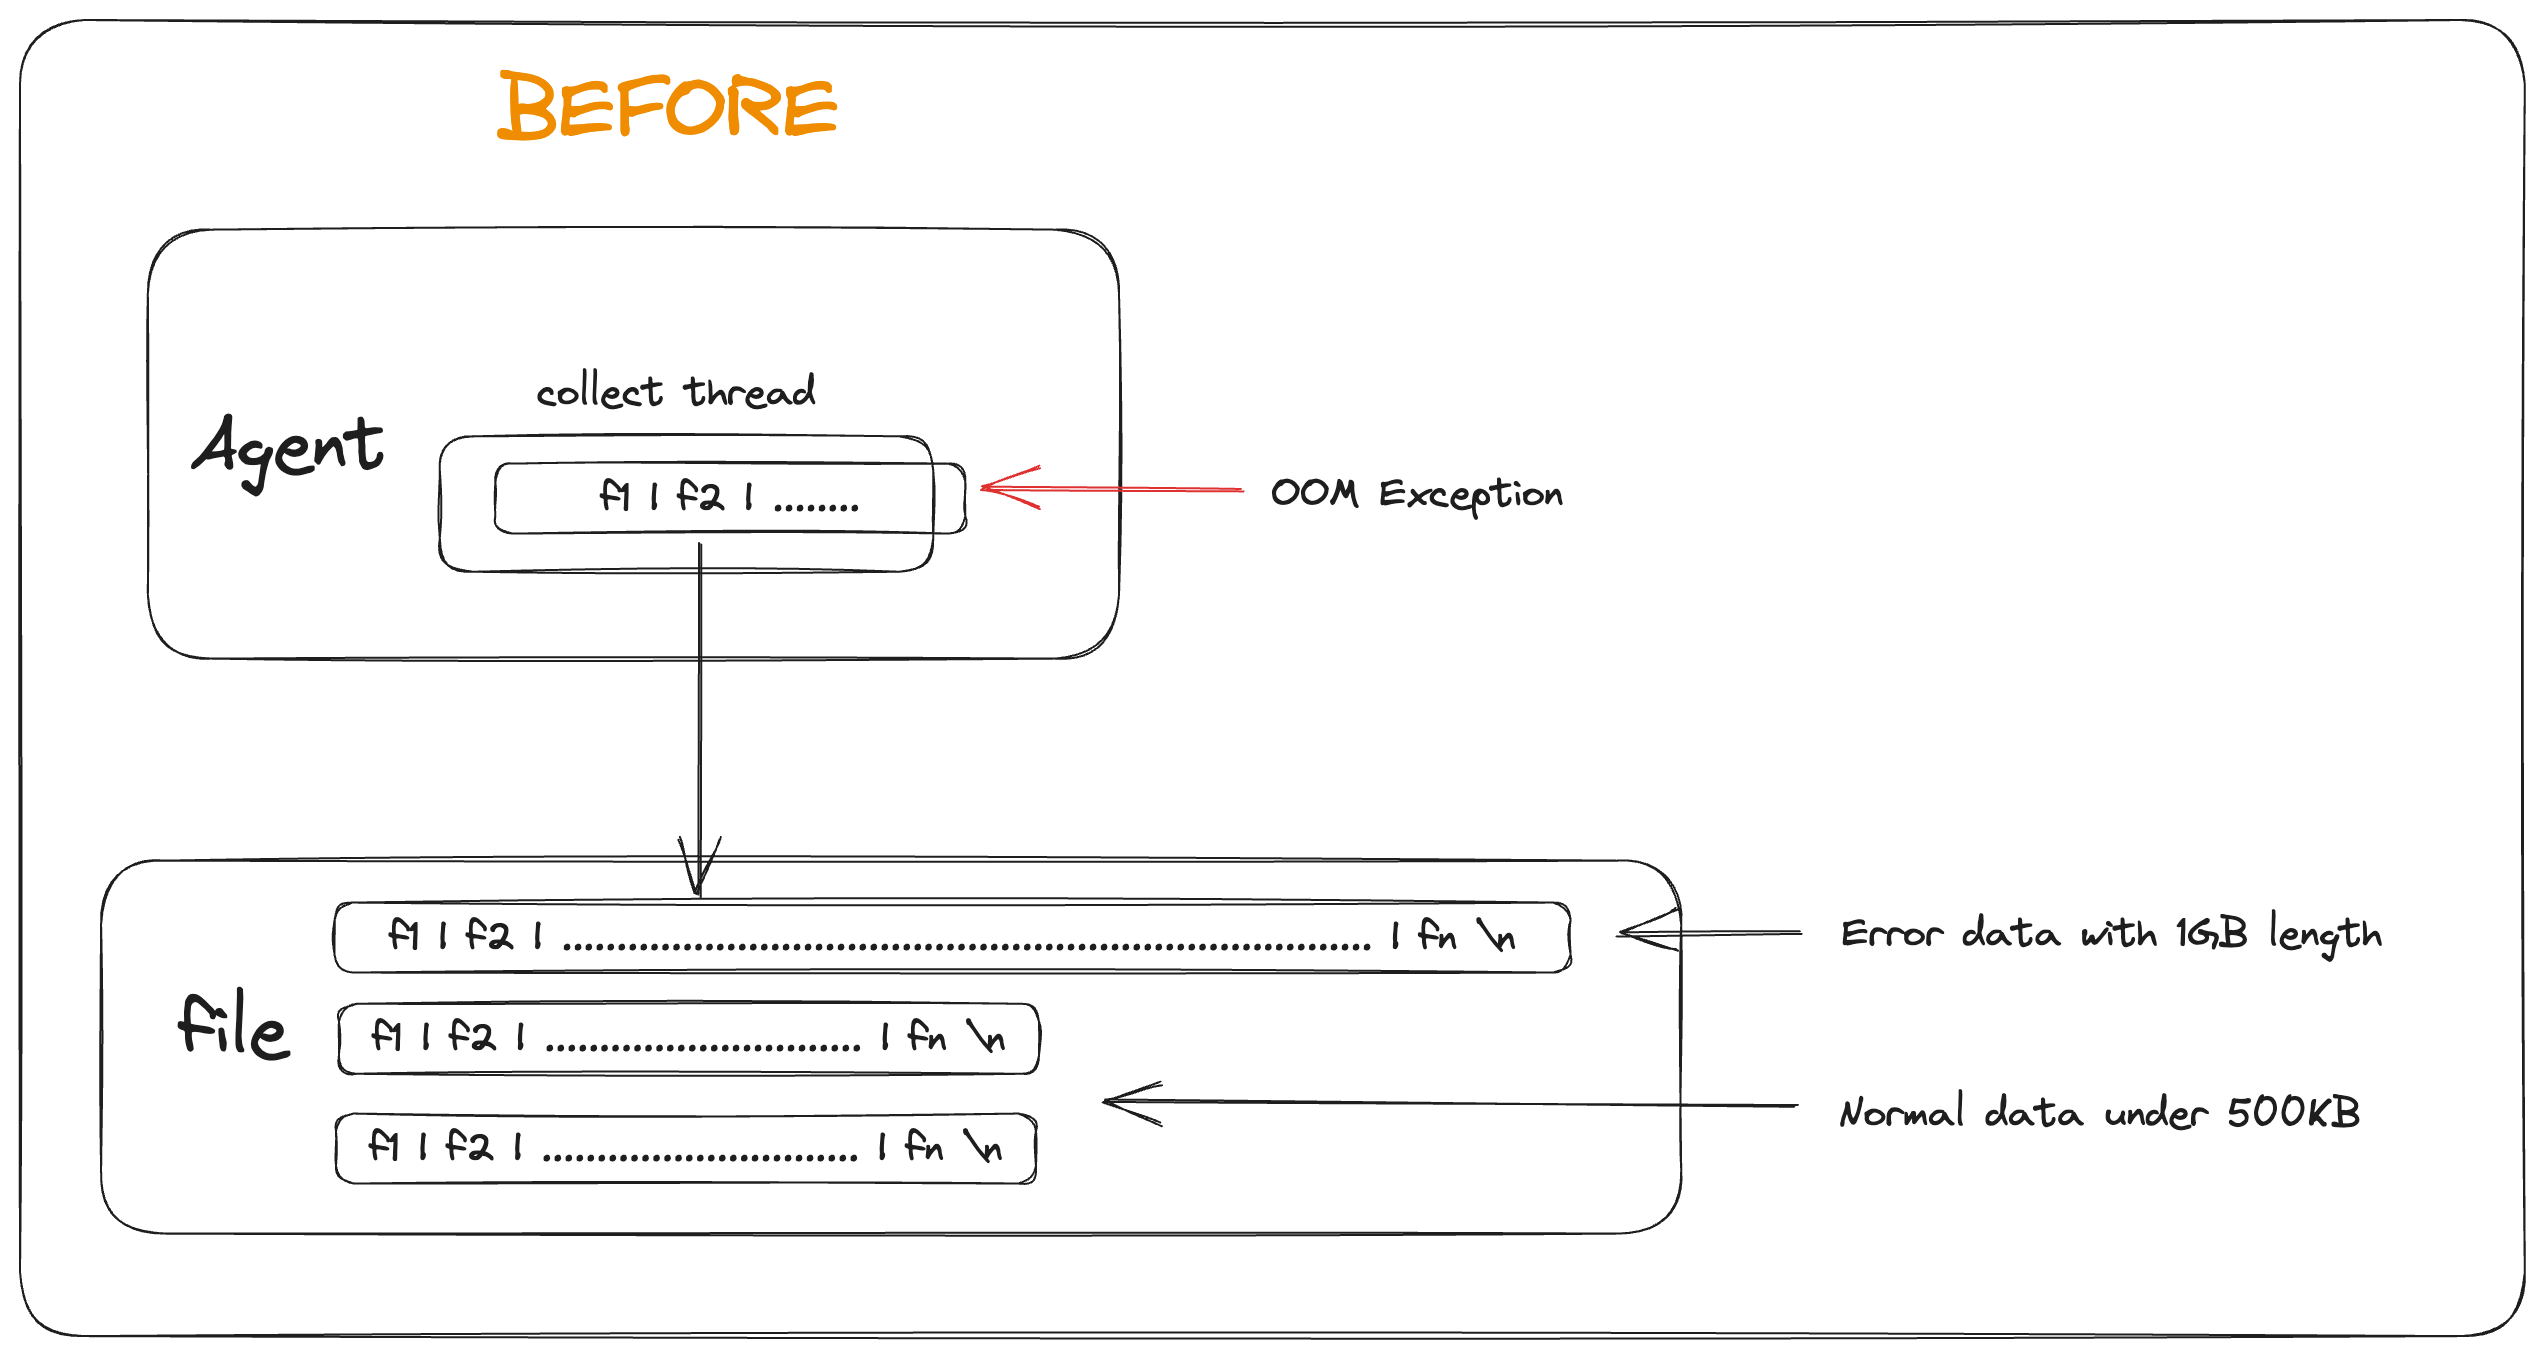 BEFORE
collect thread
Agent
f1 | f2 | ........
OOM Exception
f1 | f2 | .......................................................................... | fn \n
Error data with 1GB length
file
f1 | f2 | ............................. | fn \n
Normal data under 500KB
f1 | f2 | ............................. | fn \n